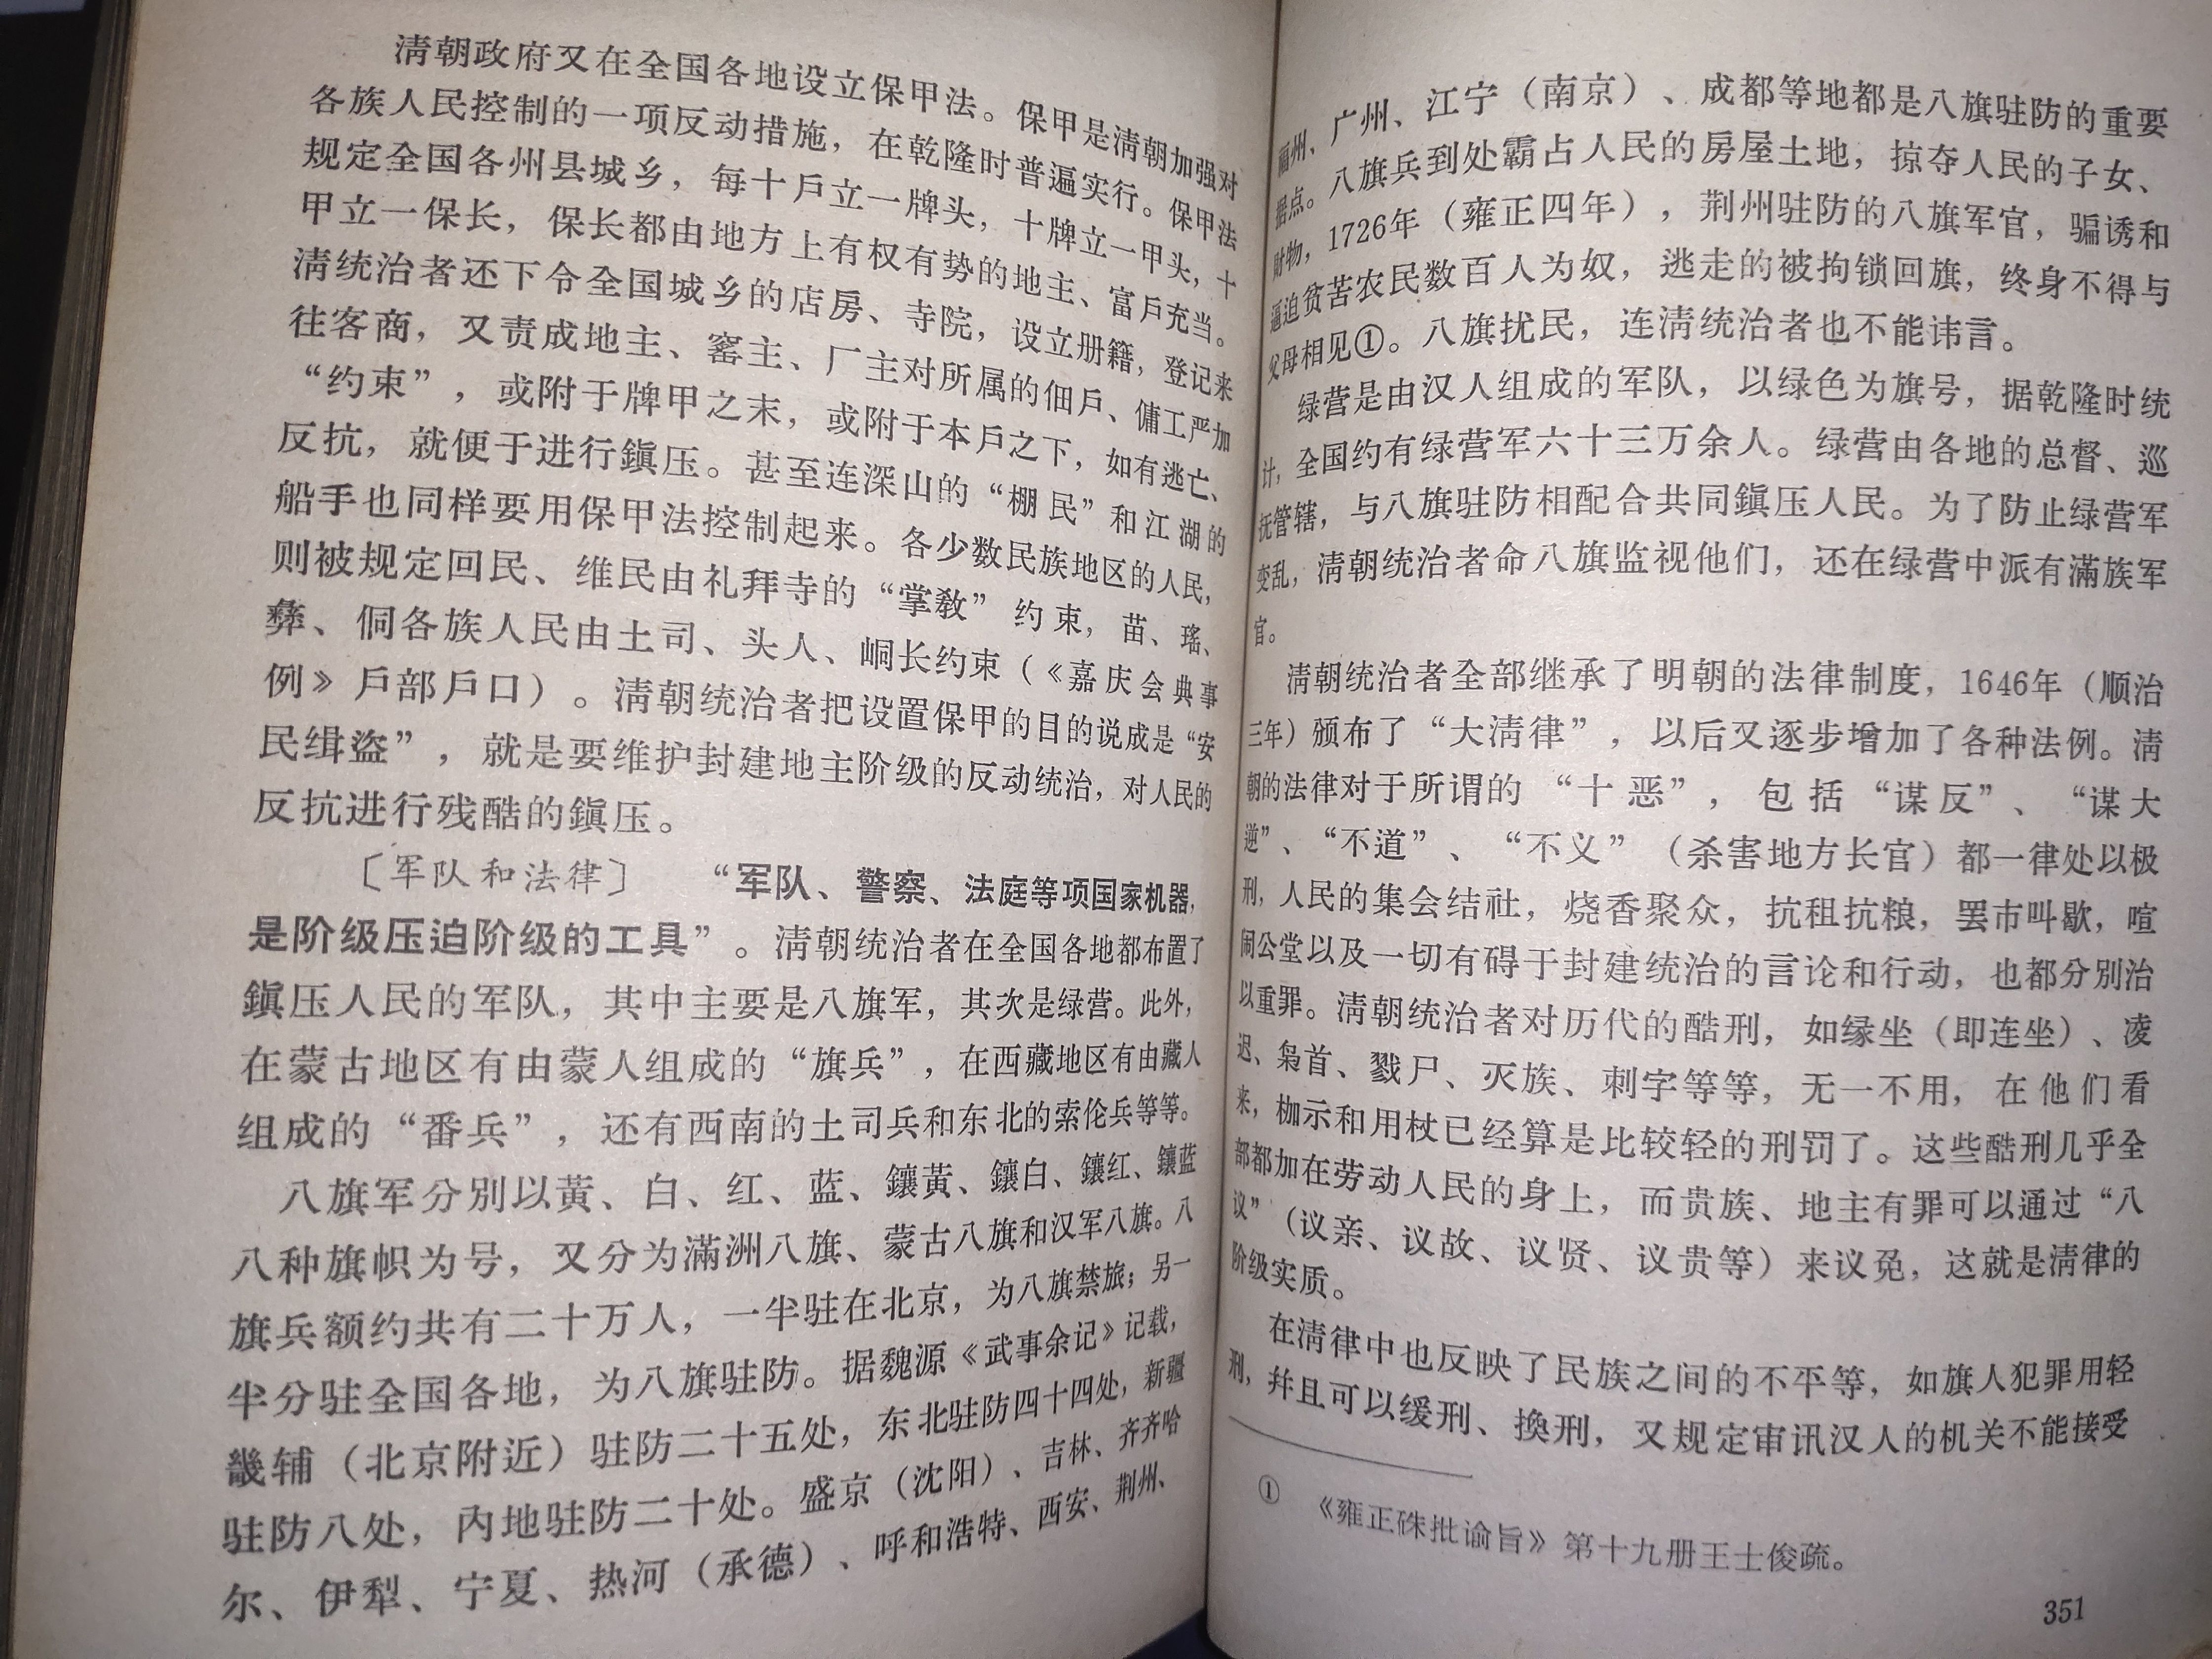 清朝政府又在全国各地设立保甲法。保甲是清朝加强对
各族人民控制的一项反动措施，在乾隆时普遍实行。保甲法
规定全国各州县城乡，每十戶立一牌头，十牌立一甲头，十
甲立一保长，保长都由地方上有权有势的地主、富戶充当。
清统治者还下令全国城乡的店房、寺院，设立册籍，登记来
往客商，又责成地主、窰主、厂主对所属的佃戶、傭工严加
“约束”，或附于牌甲之末，或附于本戶之下，如有逃亡、
反抗，就便于进行鎭压。甚至连深山的“棚民”和江湖的
船手也同样要用保甲法控制起来。各少数民族地区的人民，
则被规定回民、维民由礼拜寺的“掌敎”约束，苗、瑤、
彝、侗各族人民由土司、头人、峒长约束（《嘉庆会典事
例》戶部戶口）。清朝统治者把设置保甲的目的说成是“安
民缉盗”，就是要维护封建地主阶级的反动统治，对人民的
反抗进行残酷的鎭压。
〔军队和法律〕 “军队、警察、法庭等项国家机器，
是阶级压迫阶级的工具”。清朝统治者在全国各地都布置了
鎭压人民的军队，其中主要是八旗军，其次是绿营。此外，
在蒙古地区有由蒙人组成的“旗兵”，在西藏地区有由藏人
组成的“番兵”，还有西南的土司兵和东北的索伦兵等等。
八旗军分别以黄、白、红、蓝、鑲黄、鑲白、鑲红、鑲蓝
八种旗帜为号，又分为滿洲八旗、蒙古八旗和汉军八旗。八
旗兵额约共有二十万人，一半驻在北京，为八旗禁旅；另一
半分驻全国各地，为八旗驻防。据魏源《武事余记》记载，
畿辅（北京附近）驻防二十五处，东北驻防四十四处，新疆
驻防八处，内地驻防二十处。盛京（沈阳）、吉林、齐齐哈
尔、伊犁、宁夏、热河（承德）、呼和浩特、西安、荆州、
福州、广州、江宁（南京）、成都等地都是八旗驻防的重要
据点。八旗兵到处霸占人民的房屋土地，掠夺人民的子女、
财物，1726年（雍正四年），荆州驻防的八旗军官，骗诱和
逼迫贫苦农民数百人为奴，逃走的被拘锁回旗，终身不得与
父母相见①。八旗扰民，连清统治者也不能讳言。
绿营是由汉人组成的军队，以绿色为旗号，据乾隆时统
计，全国约有绿营军六十三万余人。绿营由各地的总督、巡
抚管辖，与八旗驻防相配合共同鎭压人民。为了防止绿营军
变乱，清朝统治者命八旗监视他们，还在绿营中派有滿族军
官。
清朝统治者全部继承了明朝的法律制度，1646年（顺治
三年）颁布了“大清律”，以后又逐步增加了各种法例。清
朝的法律对于所谓的“十恶”，包括“谋反”、“谋大
逆”、“不道”、“不义”（杀害地方长官）都一律处以极
刑，人民的集会结社，烧香聚众，抗租抗粮，罢市叫歇，喧
闹公堂以及一切有碍于封建统治的言论和行动，也都分别治
以重罪。清朝统治者对历代的酷刑，如缘坐（即连坐）、凌
迟、枭首、戮尸、灭族、刺字等等，无一不用，在他们看
来，枷示和用杖已经算是比较轻的刑罚了。这些酷刑几乎全
部都加在劳动人民的身上，而贵族、地主有罪可以通过“八
议”（议亲、议故、议贤、议贵等）来议免，这就是清律的
阶级实质。
在清律中也反映了民族之间的不平等，如旗人犯罪用轻
刑，并且可以缓刑、换刑，又规定审讯汉人的机关不能接受
① 《雍正硃批谕旨》第十九册王士俊疏。
351